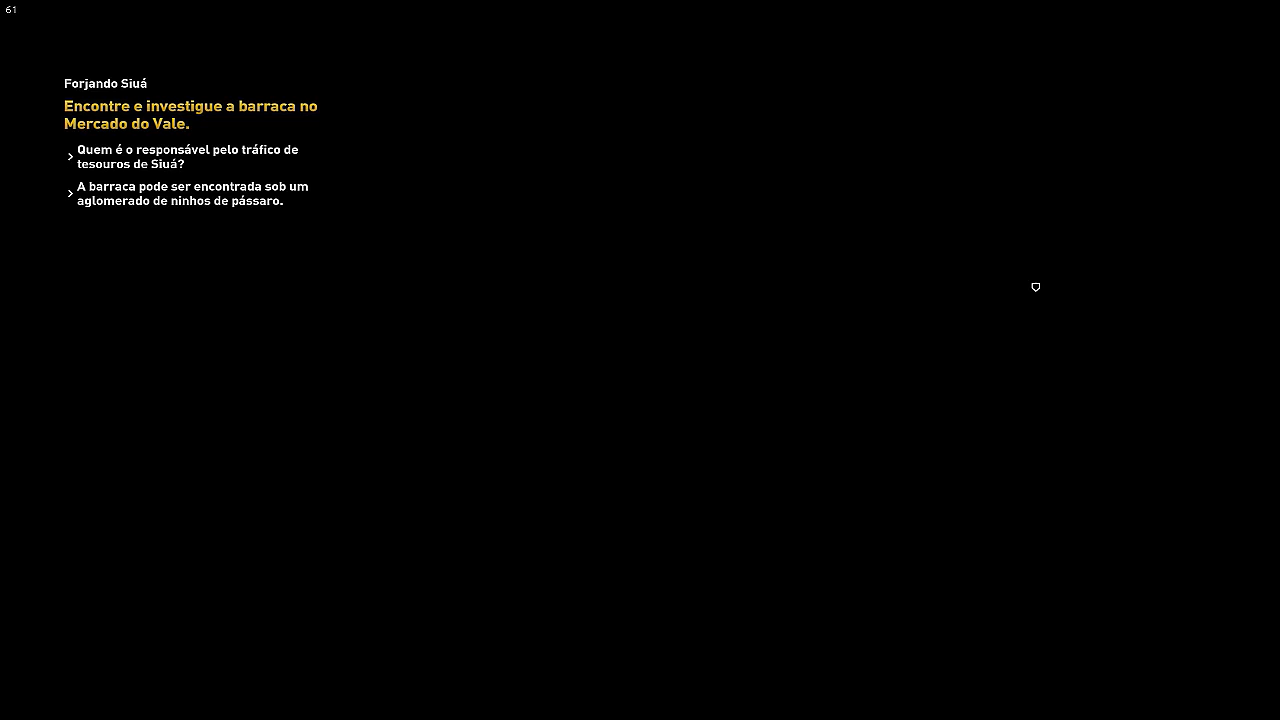 61
Forjando Siuá
Encontre e investigue a barraca no
Mercado do Vale.
Quem é o responsável pelo tráfico de
tesouros de Siuá?
A barraca pode ser encontrada sob um
aglomerado de ninhos de pássaro.